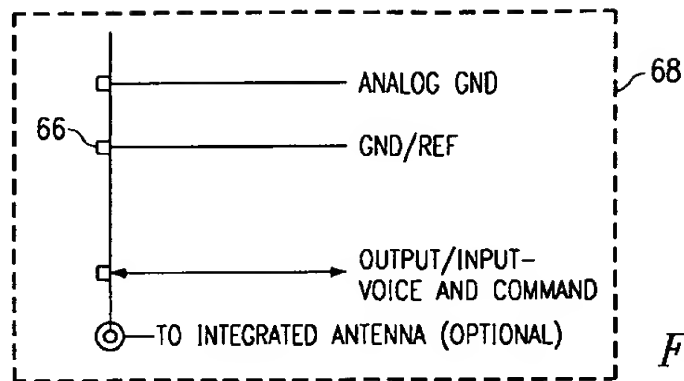 68
ANALOG GND
66
GND/REF
OUTPUT/INPUT-
VOICE AND COMMAND
TO INTEGRATED ANTENNA (OPTIONAL)
F